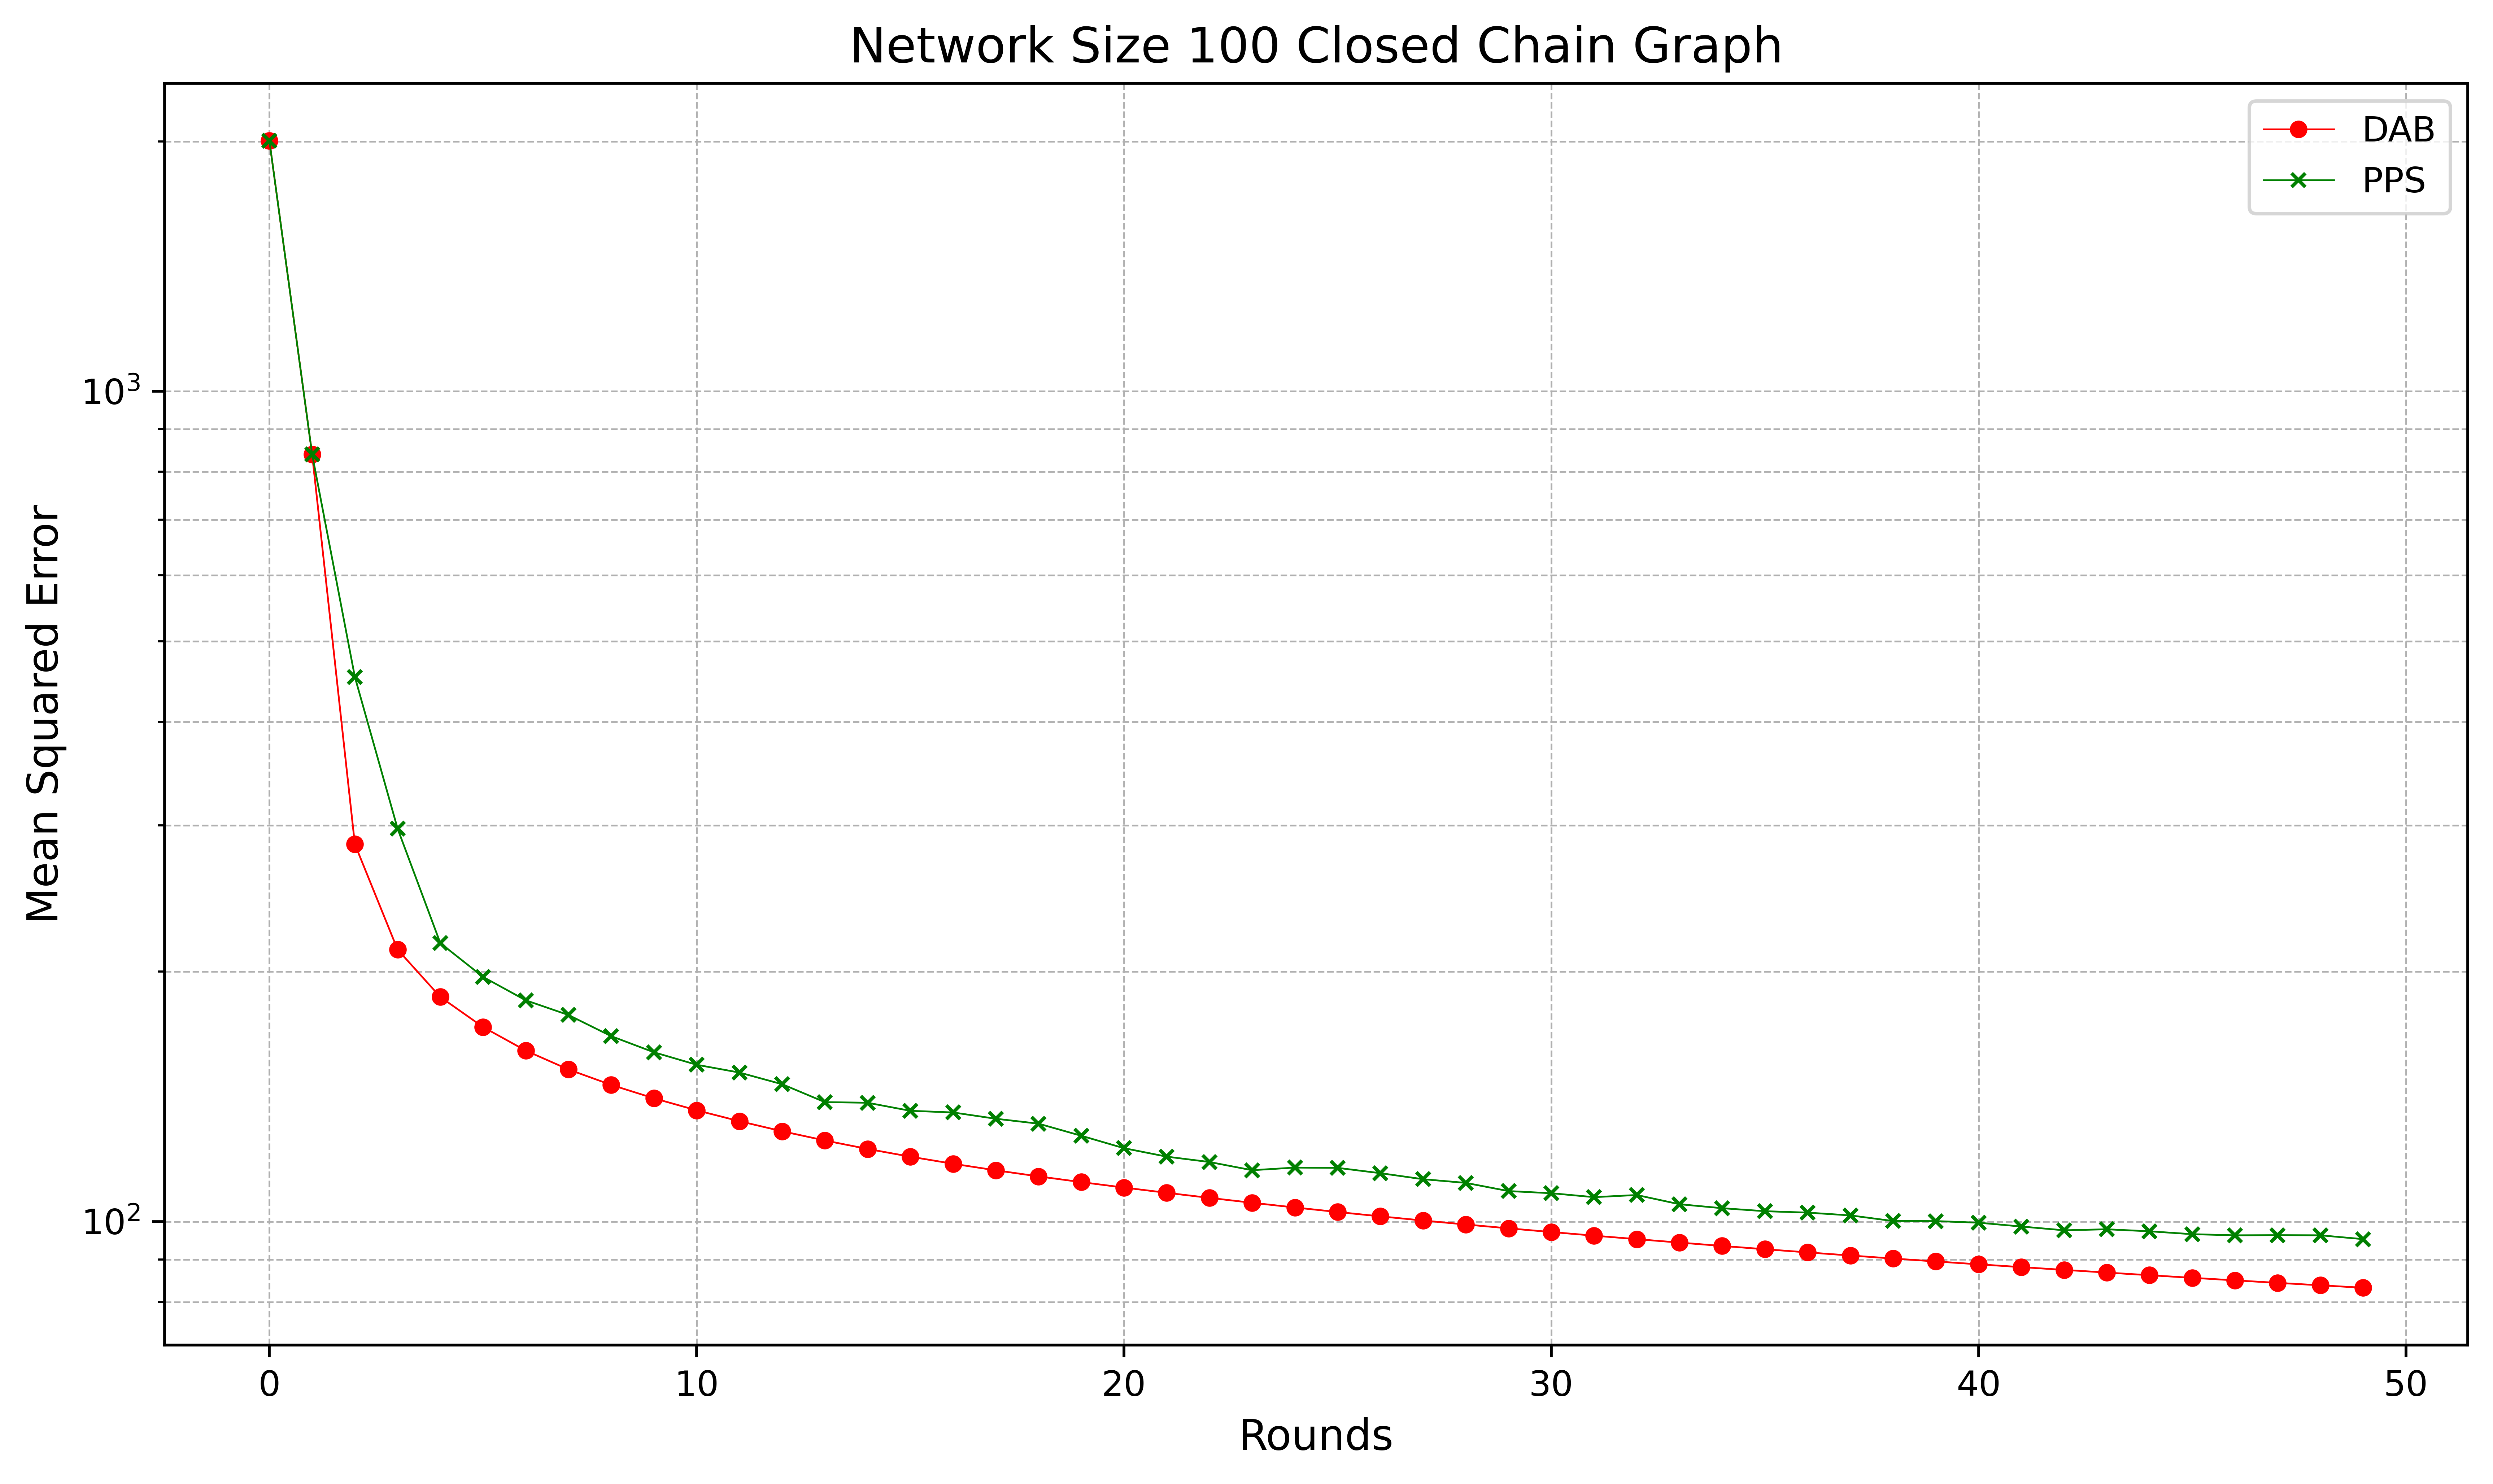 Network Size 100 Closed Chain Graph
DAB
PPS
Mean Squared Error
10³
10²
0 10 20 30 40 50
Rounds